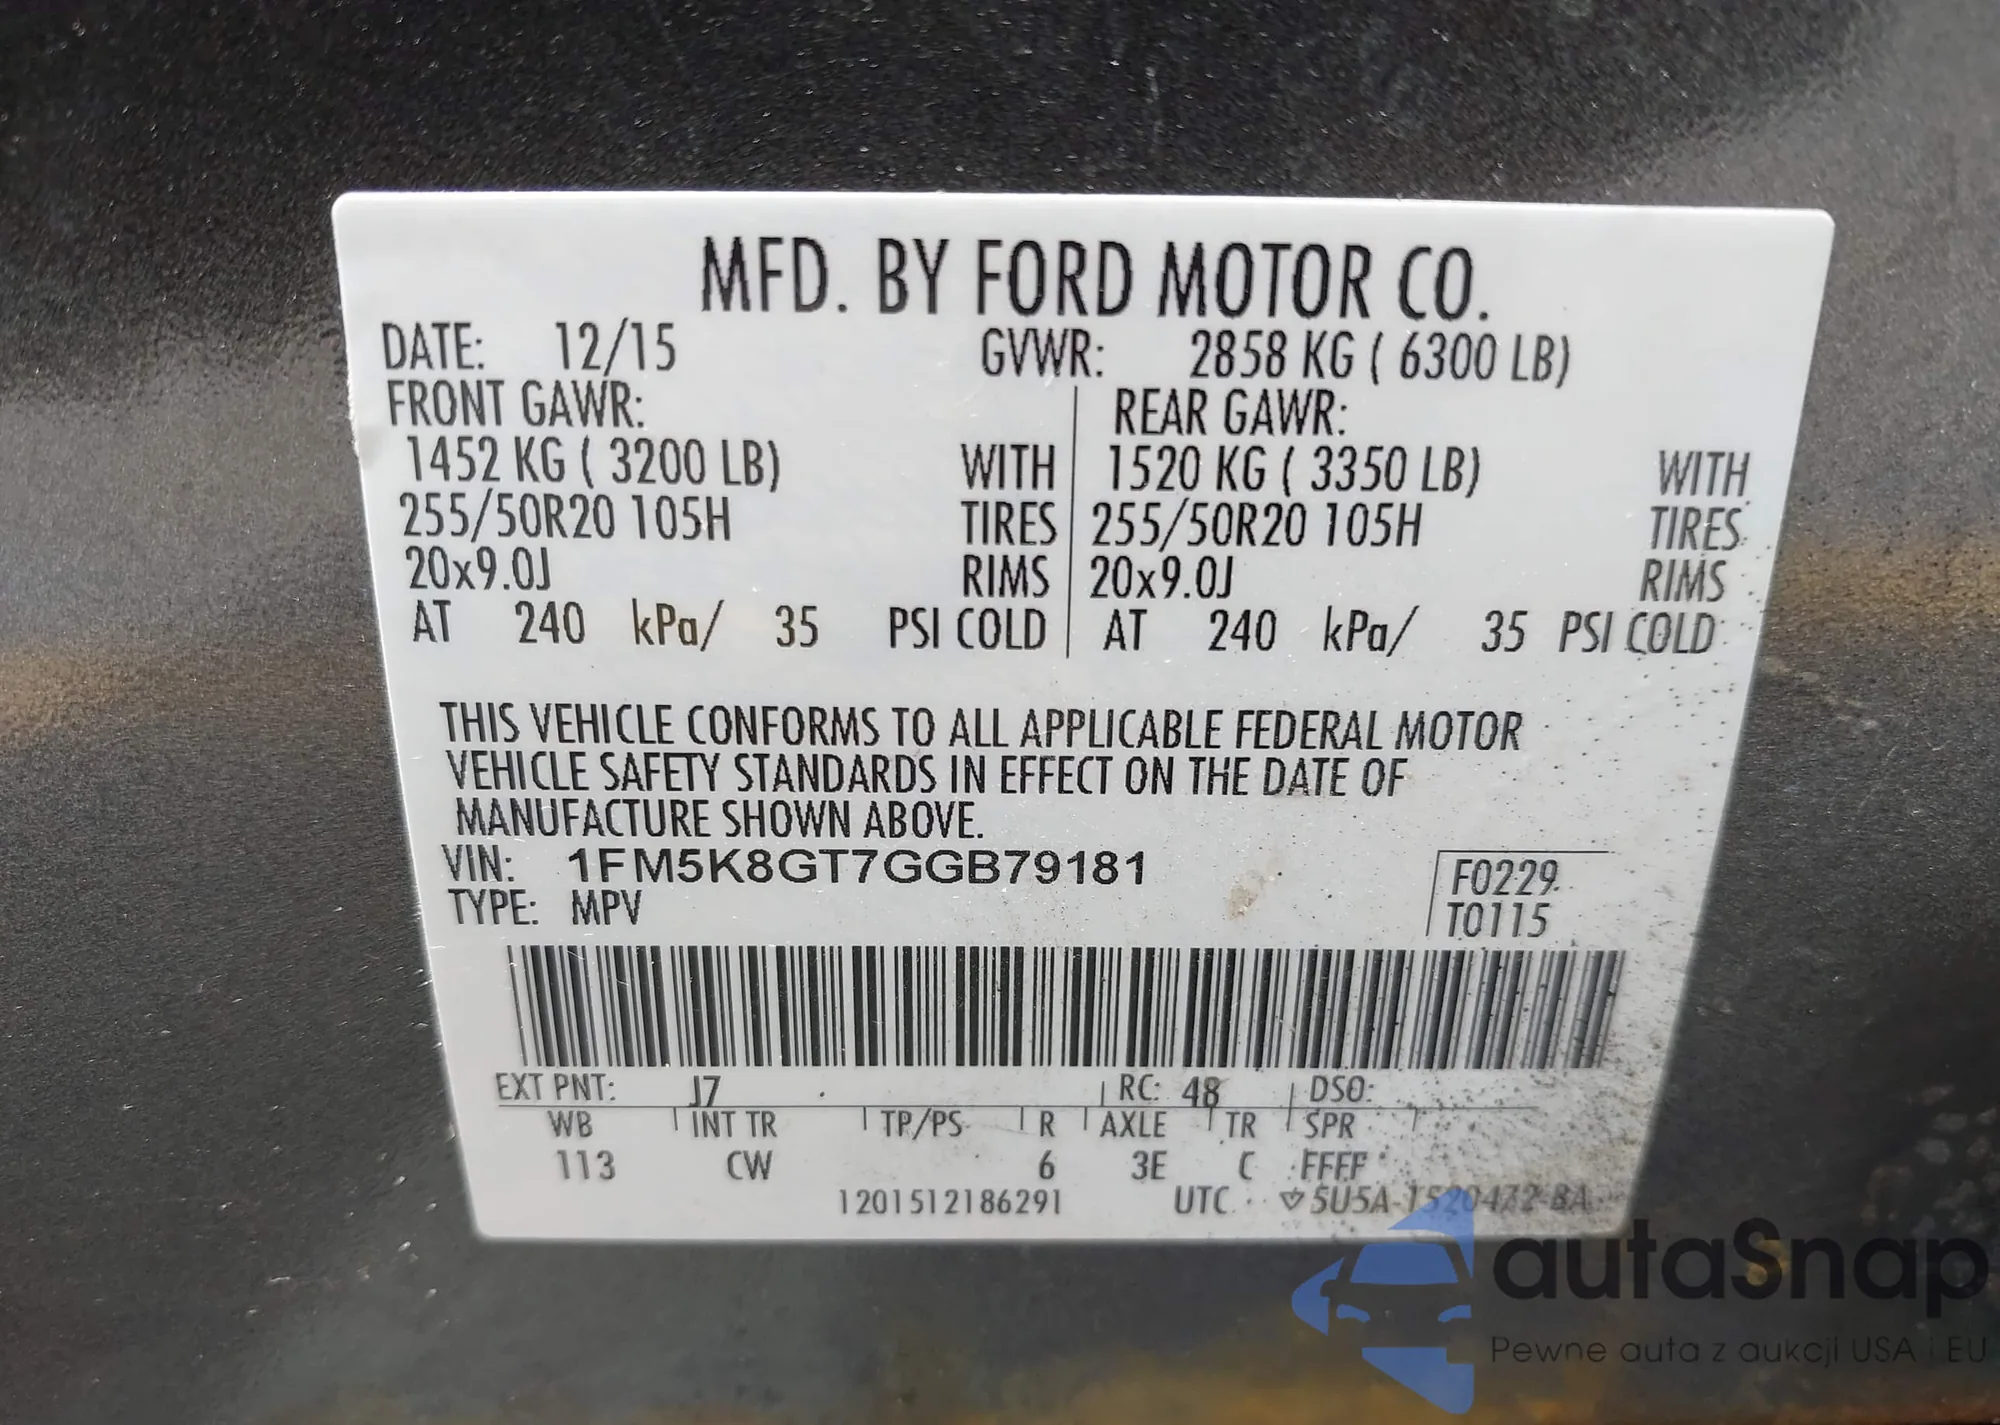 MFD. BY FORD MOTOR CO.
DATE: 12/15 GVWR: 2858 KG ( 6300 LB)
FRONT GAWR: REAR GAWR:
1452 KG ( 3200 LB) WITH 1520 KG ( 3350 LB) WITH
255/50R20 105H TIRES 255/50R20 105H TIRES
20x9.0J RIMS 20x9.0J RIMS
AT 240 kPa/ 35 PSI COLD AT 240 kPa/ 35 PSI COLD
THIS VEHICLE CONFORMS TO ALL APPLICABLE FEDERAL MOTOR
VEHICLE SAFETY STANDARDS IN EFFECT ON THE DATE OF
MANUFACTURE SHOWN ABOVE.
VIN: 1FM5K8GT7GGB79181 F0229
TYPE: MPV T0115
EXT PNT: J7 RC: 48 DSO:
WB INT TR TP/PS R AXLE TR SPR
113 CW 6 3E C FFFF
1201512186291 UTC 5U5A-1520472-BA
autaSnap
Pewne auta z aukcji USA i EU